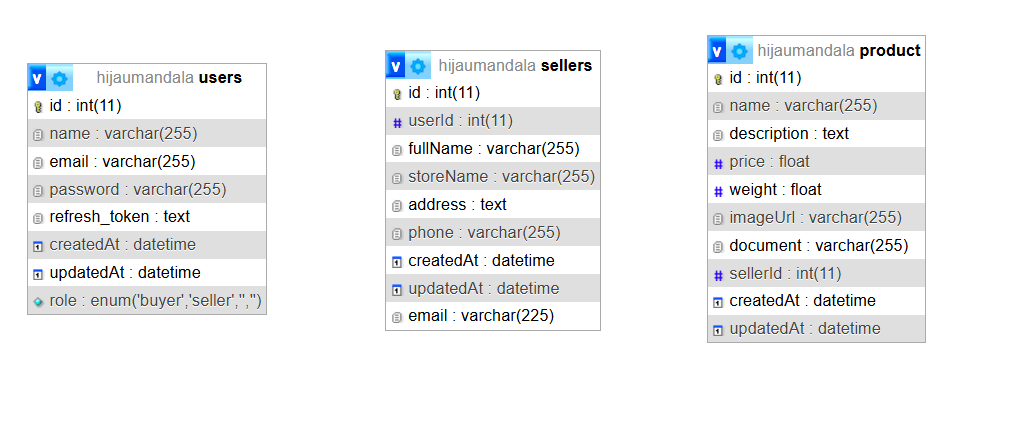 v hijaumandala users
id : int(11)
name : varchar(255)
email : varchar(255)
password : varchar(255)
refresh_token : text
createdAt : datetime
updatedAt : datetime
role : enum('buyer','seller','','')
v hijaumandala sellers
id : int(11)
# userId : int(11)
fullName : varchar(255)
storeName : varchar(255)
address : text
phone : varchar(255)
createdAt : datetime
updatedAt : datetime
email : varchar(225)
v hijaumandala product
id : int(11)
name : varchar(255)
description : text
# price : float
# weight : float
imageUrl : varchar(255)
document : varchar(255)
# sellerId : int(11)
createdAt : datetime
updatedAt : datetime